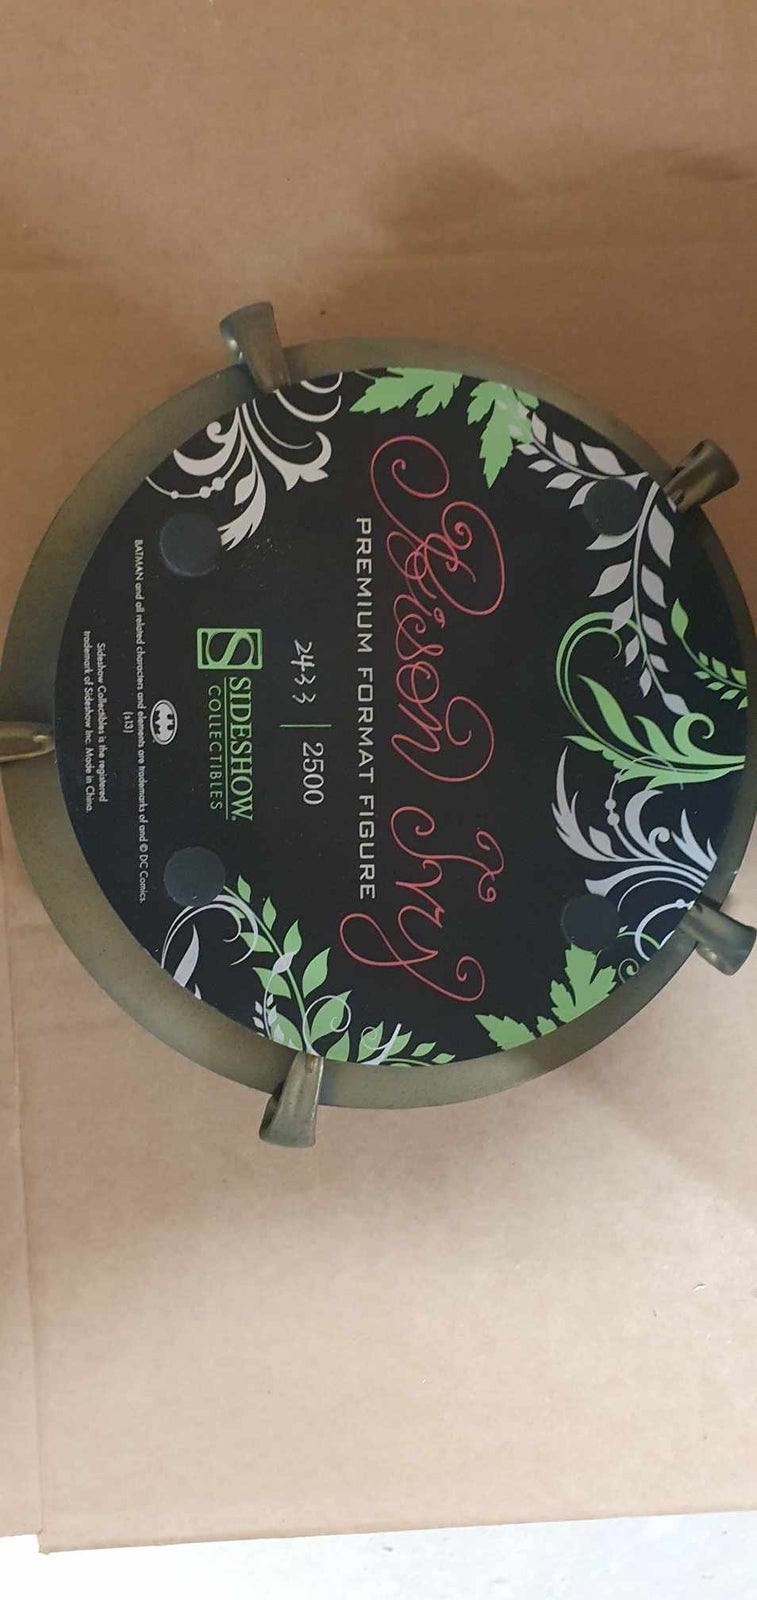 Poison Ivy
PREMIUM FORMAT FIGURE
2433 | 2500
S SIDESHOW
COLLECTIBLES
BATMAN and all related characters and elements are trademarks of and © DC Comics.
(s13)
Sideshow Collectibles is the registered
trademark of Sideshow Inc. Made in China.